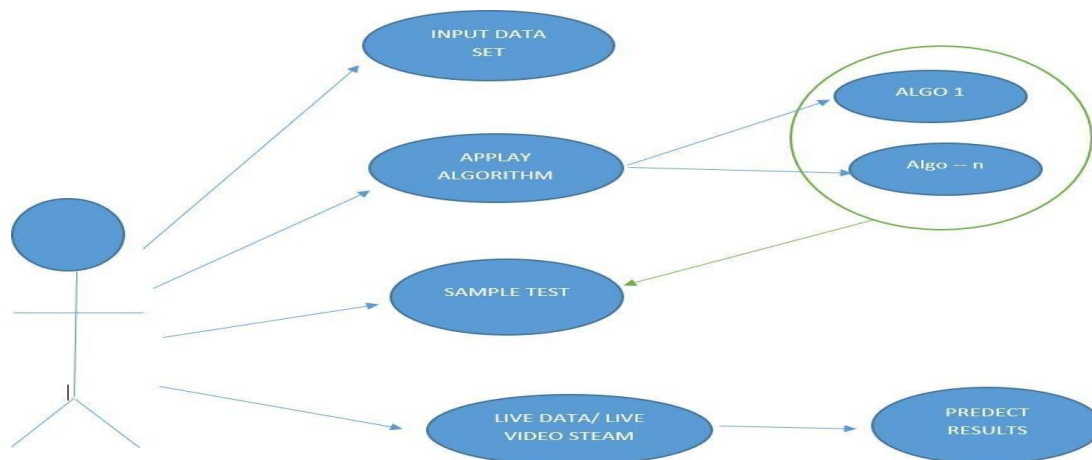 INPUT DATA
SET
ALGO 1
APPLAY
ALGORITHM
Algo -- n
SAMPLE TEST
LIVE DATA/ LIVE
VIDEO STEAM
PREDECT
RESULTS